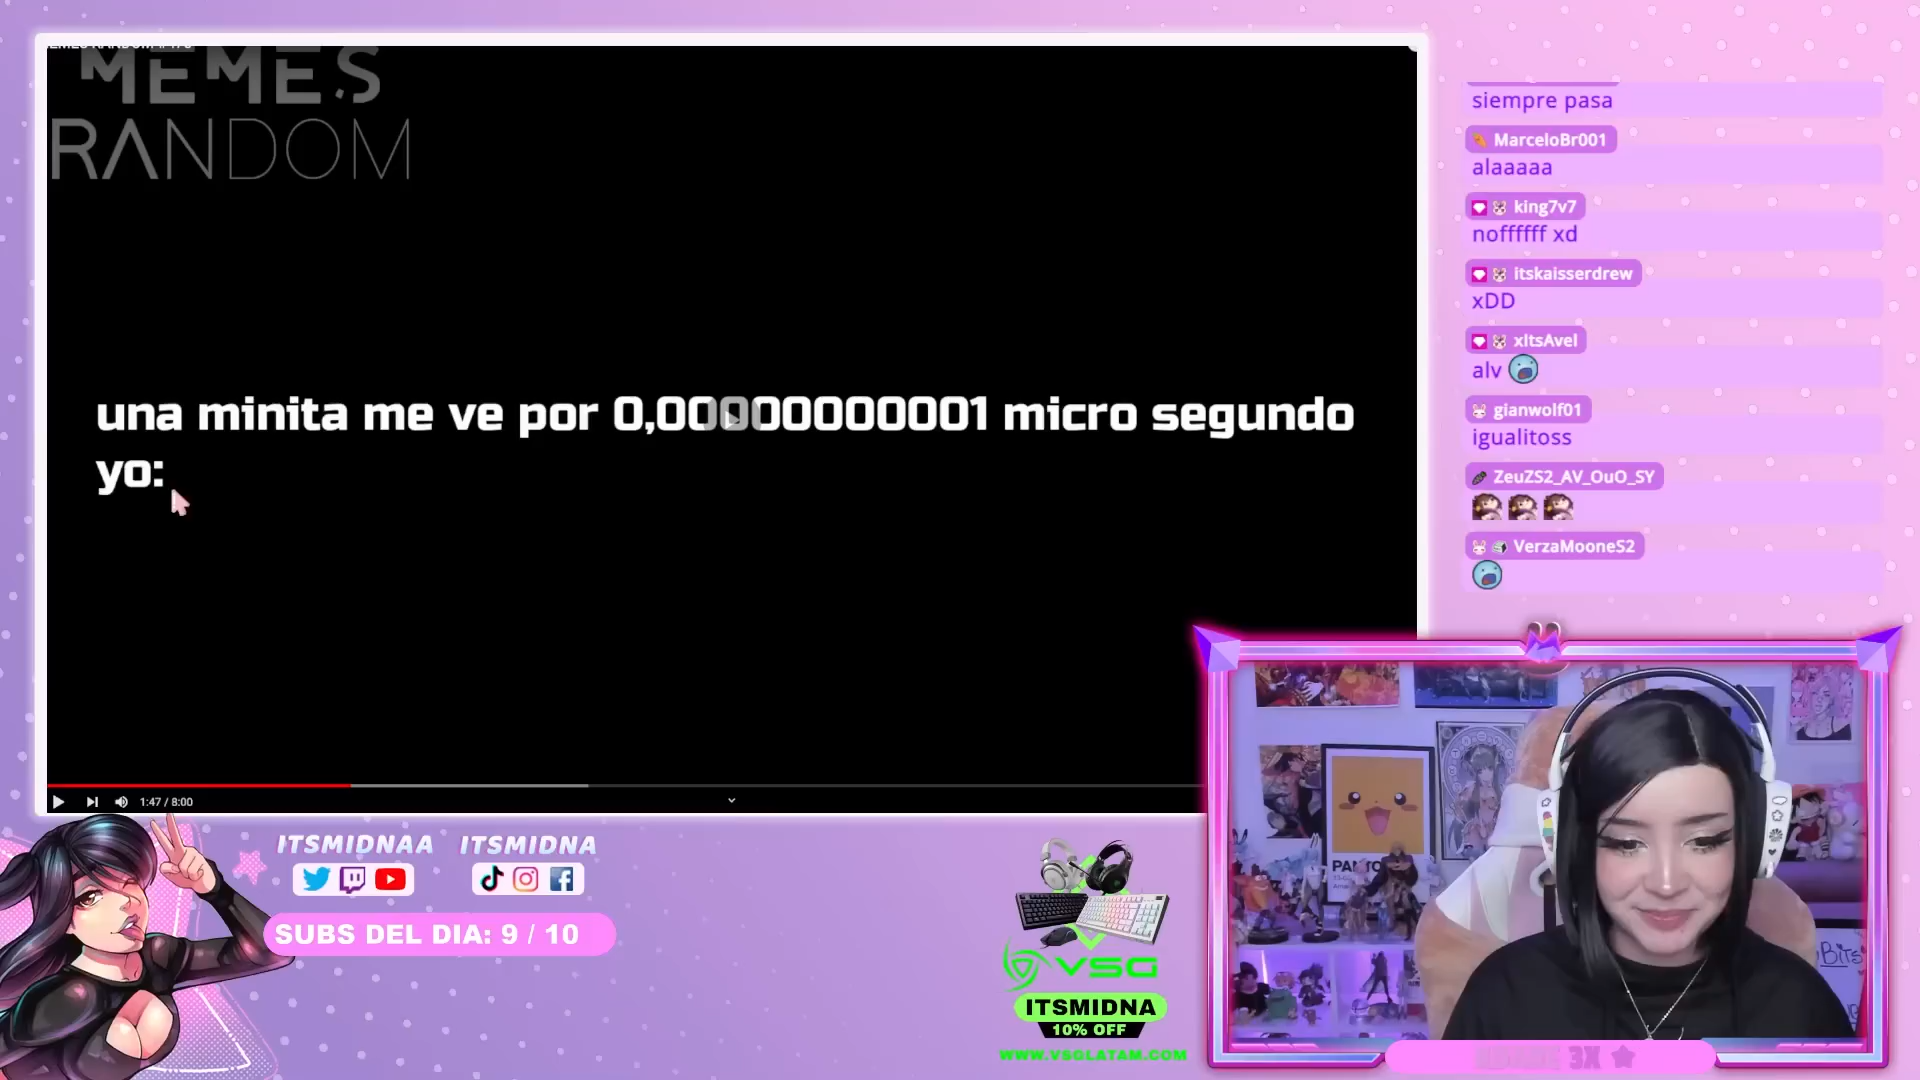 MEMES
RANDOM
una minita me ve por 0,00000000001 micro segundo
yo:
1:47 / 8:00
siempre pasa
MarceloBr001
alaaaaa
king7v7
noffffff xd
itskaisserdrew
xDD
xItsAvel
alv
gianwolf01
igualitoss
ZeuZS2_AV_OuO_SY
VerzaMooneS2
ITSMIDNAA
ITSMIDNA
SUBS DEL DIA: 9 / 10
VSG
ITSMIDNA
10% OFF
WWW.VSGLATAM.COM